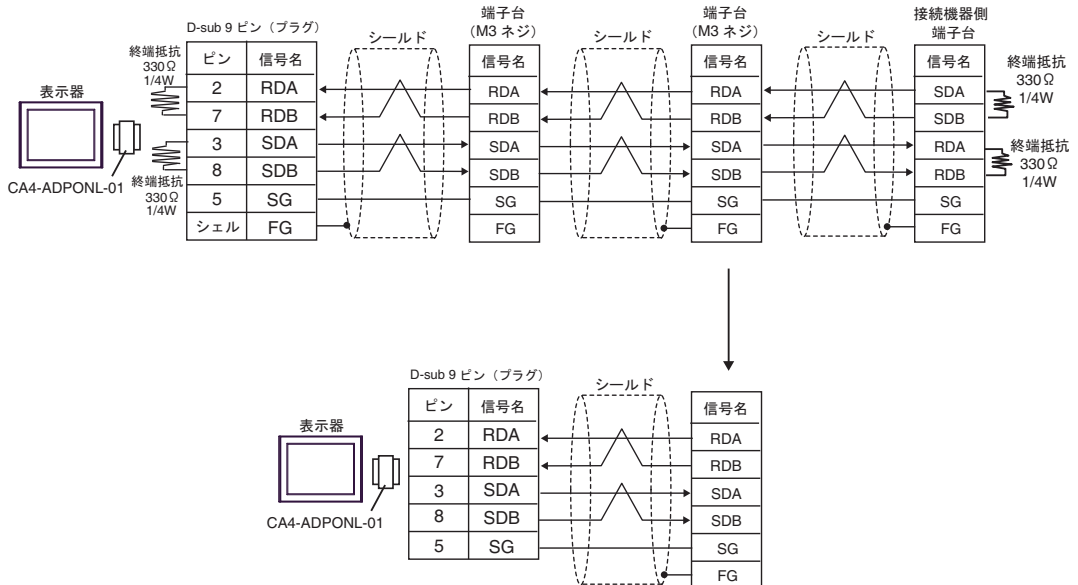 D-sub 9 ピン（プラグ）
ピン 信号名
2 RDA
7 RDB
3 SDA
8 SDB
5 SG
シェル FG
終端抵抗
330Ω
1/4W
終端抵抗
330Ω
1/4W
表示器
CA4-ADPONL-01
シールド
端子台
（M3 ネジ）
信号名
RDA
RDB
SDA
SDB
SG
FG
シールド
端子台
（M3 ネジ）
信号名
RDA
RDB
SDA
SDB
SG
FG
シールド
接続機器側
端子台
信号名
SDA
SDB
RDA
RDB
SG
FG
終端抵抗
330Ω
1/4W
終端抵抗
330Ω
1/4W
D-sub 9 ピン（プラグ）
ピン 信号名
2 RDA
7 RDB
3 SDA
8 SDB
5 SG
表示器
CA4-ADPONL-01
シールド
信号名
RDA
RDB
SDA
SDB
SG
FG